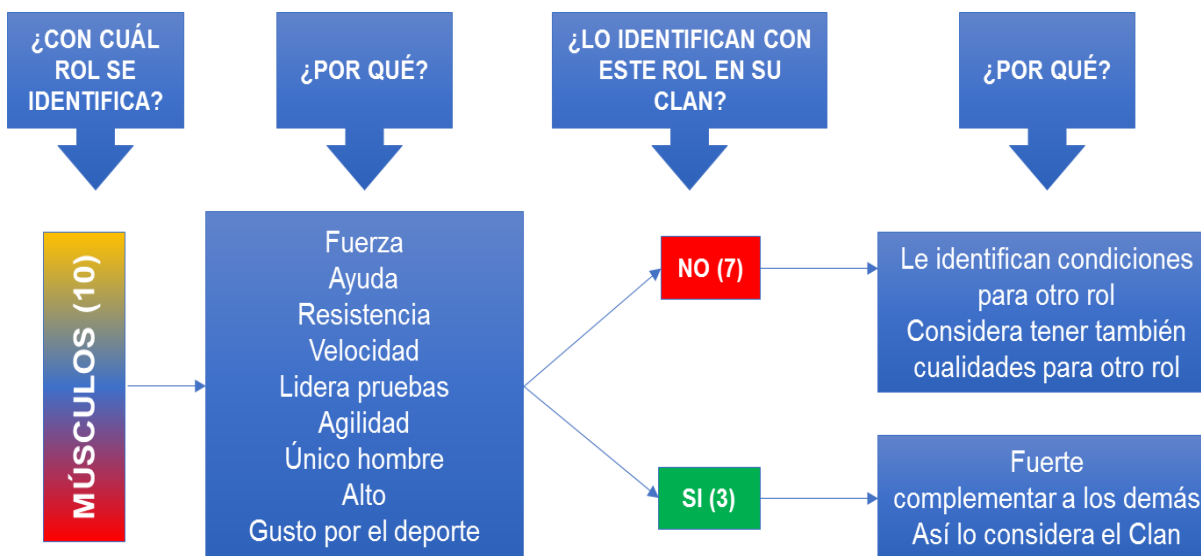 ¿CON CUÁL
ROL SE
IDENTIFICA?
¿POR QUÉ?
¿LO IDENTIFICAN CON
ESTE ROL EN SU
CLAN?
¿POR QUÉ?
MÚSCULOS (10)
Fuerza
Ayuda
Resistencia
Velocidad
Lidera pruebas
Agilidad
Único hombre
Alto
Gusto por el deporte
NO (7)
Le identifican condiciones
para otro rol
Considera tener también
cualidades para otro rol
SI (3)
Fuerte
complementar a los demás
Así lo considera el Clan